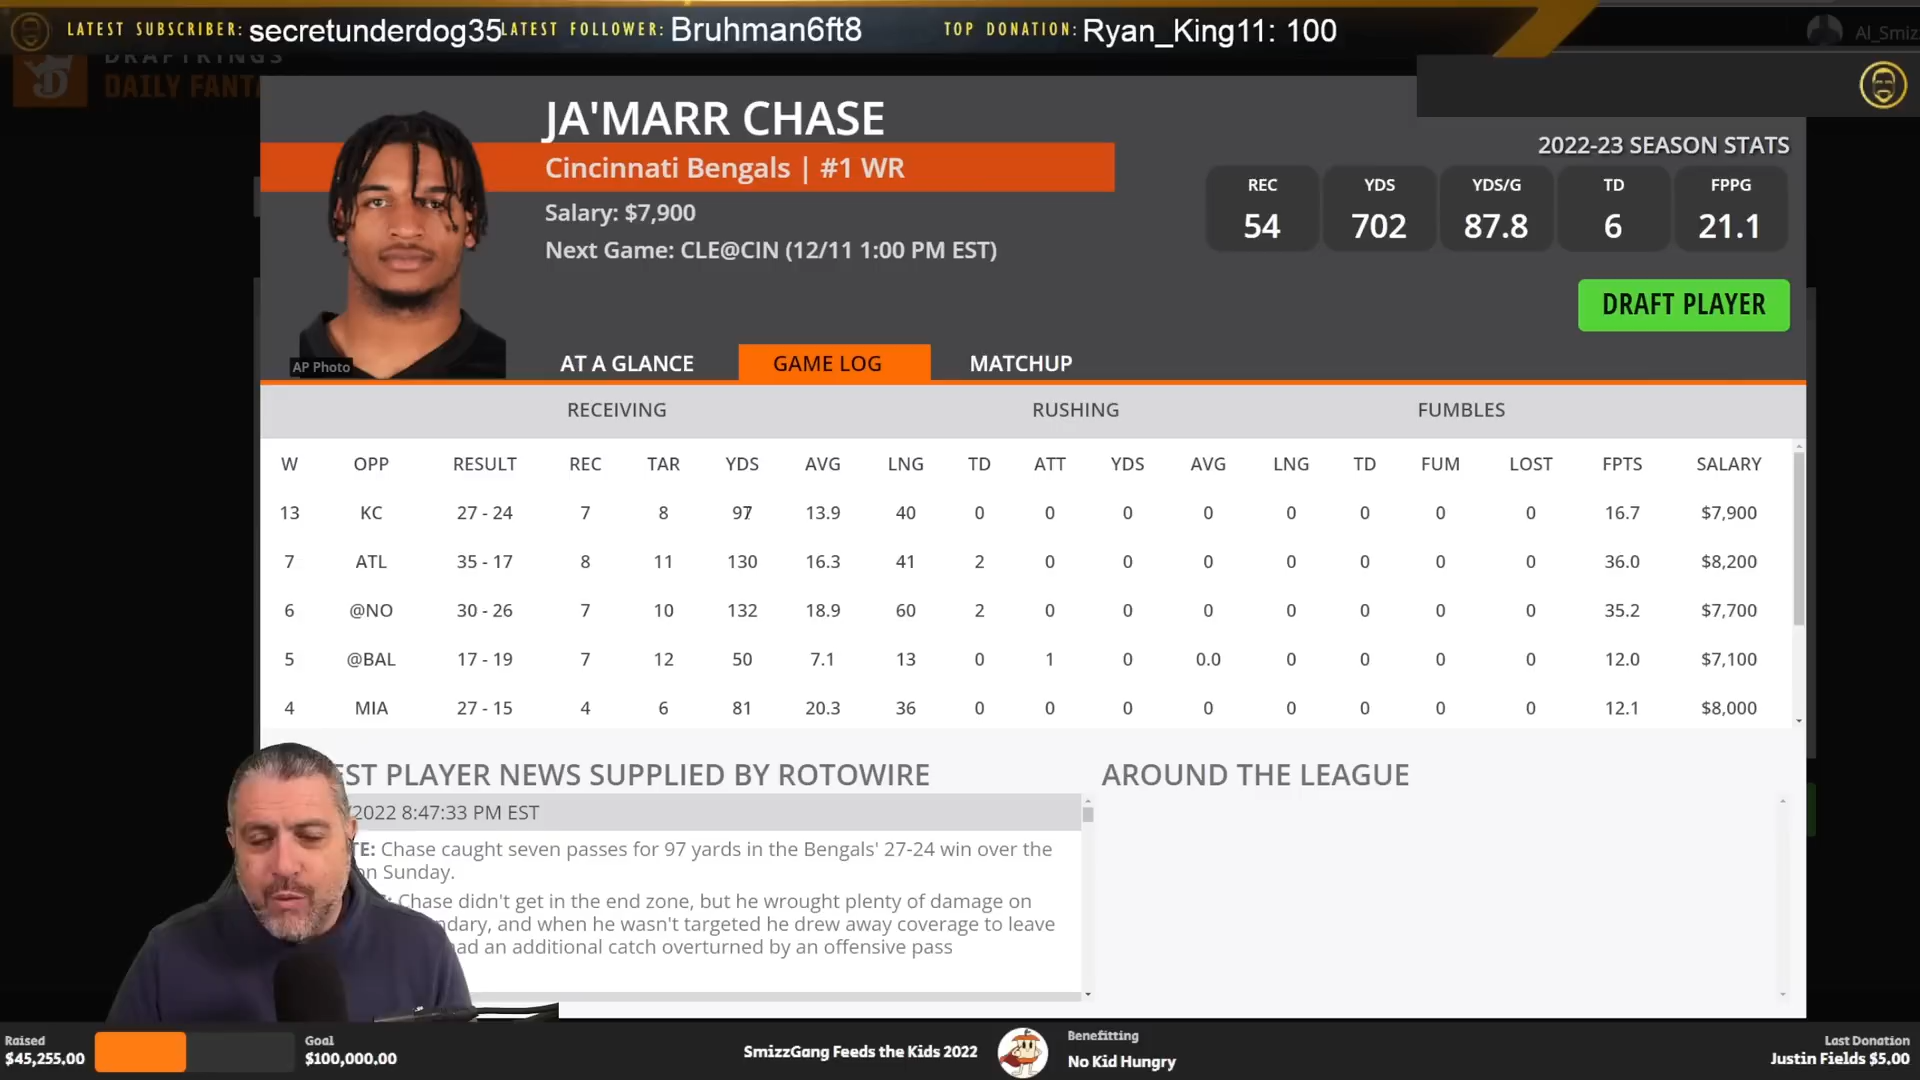 LATEST SUBSCRIBER: secretunderdog35 LATEST FOLLOWER: Bruhman6ft8 TOP DONATION: Ryan_King11: 100
Al_Smiz
DRAFTKINGS
DAILY FANTA
JA'MARR CHASE
Cincinnati Bengals | #1 WR
Salary: $7,900
Next Game: CLE@CIN (12/11 1:00 PM EST)
AP Photo
2022-23 SEASON STATS
REC YDS YDS/G TD FPPG
54 702 87.8 6 21.1
DRAFT PLAYER
AT A GLANCE GAME LOG MATCHUP
RECEIVING RUSHING FUMBLES
W OPP RESULT REC TAR YDS AVG LNG TD ATT YDS AVG LNG TD FUM LOST FPTS SALARY
13 KC 27 - 24 7 8 97 13.9 40 0 0 0 0 0 0 0 0 16.7 $7,900
7 ATL 35 - 17 8 11 130 16.3 41 2 0 0 0 0 0 0 0 36.0 $8,200
6 @NO 30 - 26 7 10 132 18.9 60 2 0 0 0 0 0 0 0 35.2 $7,700
5 @BAL 17 - 19 7 12 50 7.1 13 0 1 0 0.0 0 0 0 0 12.0 $7,100
4 MIA 27 - 15 4 6 81 20.3 36 0 0 0 0 0 0 0 0 12.1 $8,000
EST PLAYER NEWS SUPPLIED BY ROTOWIRE
AROUND THE LEAGUE
2022 8:47:33 PM EST
TE: Chase caught seven passes for 97 yards in the Bengals' 27-24 win over the
on Sunday.
Chase didn't get in the end zone, but he wrought plenty of damage on
ndary, and when he wasn't targeted he drew away coverage to leave
had an additional catch overturned by an offensive pass
Raised
$45,255.00
Goal
$100,000.00
SmizzGang Feeds the Kids 2022
Benefitting
No Kid Hungry
Last Donation
Justin Fields $5.00